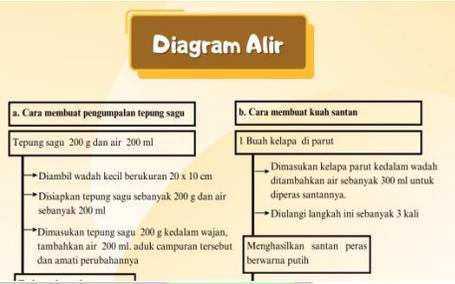 Diagram Alir
a. Cara membuat pengumpalan tepung sagu
Tepung sagu 200 g dan air 200 ml
Diambil wadah kecil berukuran 20 x 10 cm
Disiapkan tepung sagu sebanyak 200 g dan air
sebanyak 200 ml
Dimasukan tepung sagu 200 g kedalam wajan,
tambahkan air 200 ml. aduk campuran tersebut
dan amati perubahannya
b. Cara membuat kuah santan
1 Buah kelapa di parut
Dimasukan kelapa parut kedalam wadah
ditambahkan air sebanyak 300 ml untuk
diperas santannya.
Diulangi langkah ini sebanyak 3 kali
Menghasilkan santan peras
berwarna putih